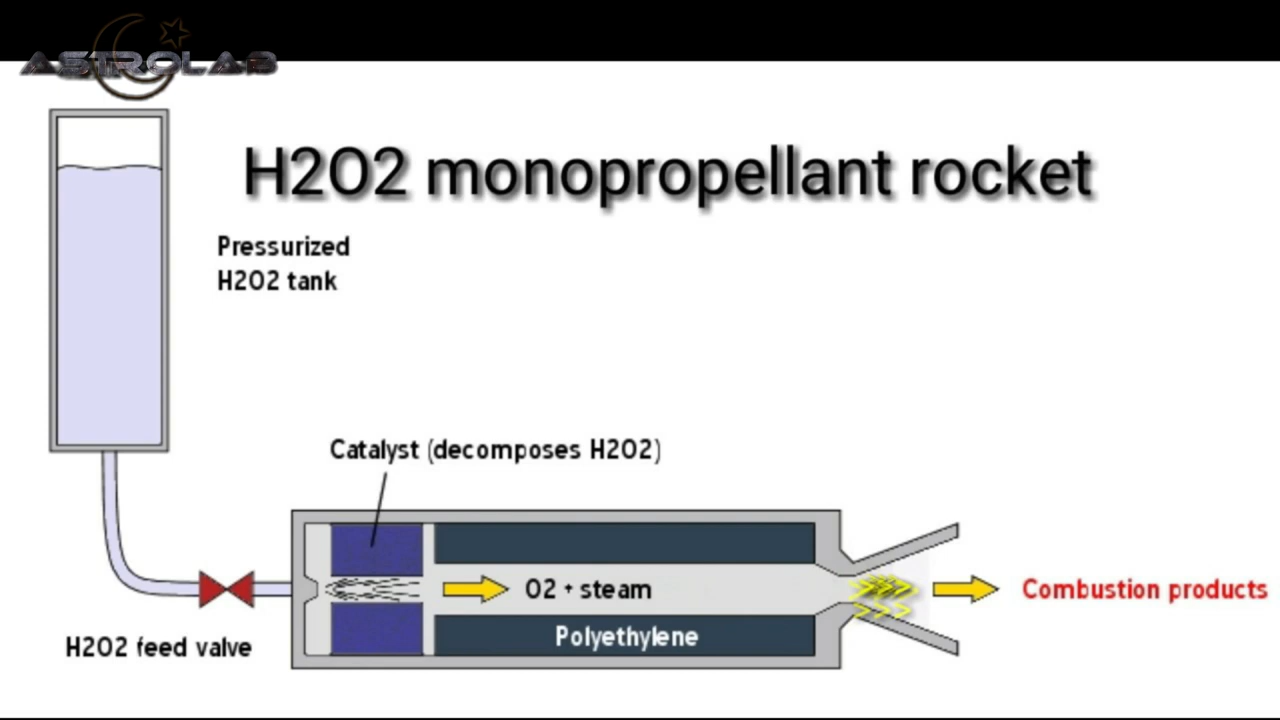 ASTROLAB
H2O2 monopropellant rocket
Pressurized
H2O2 tank
Catalyst (decomposes H2O2)
O2 + steam
Combustion products
Polyethylene
H2O2 feed valve